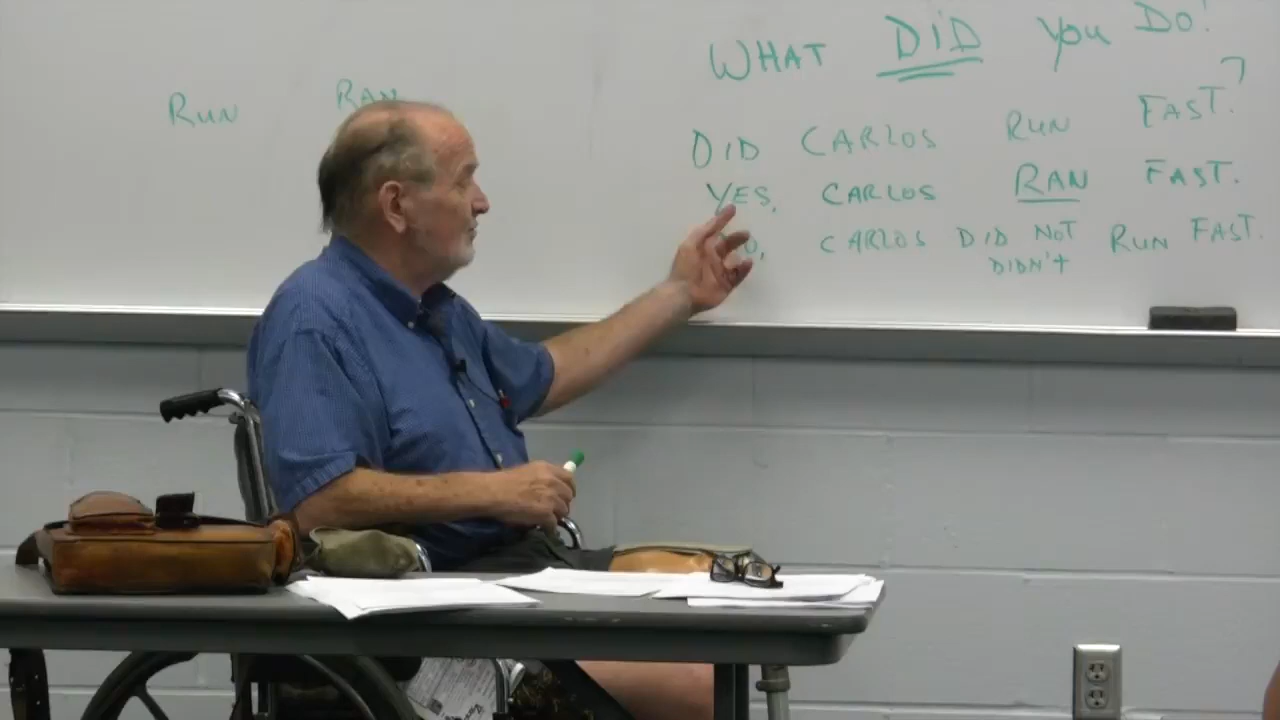 WHAT DID you Do?
RUN RAN
DID CARLOS RUN FAST?
YES, CARLOS RAN FAST.
CARLOS DID NOT RUN FAST.
DIDN't